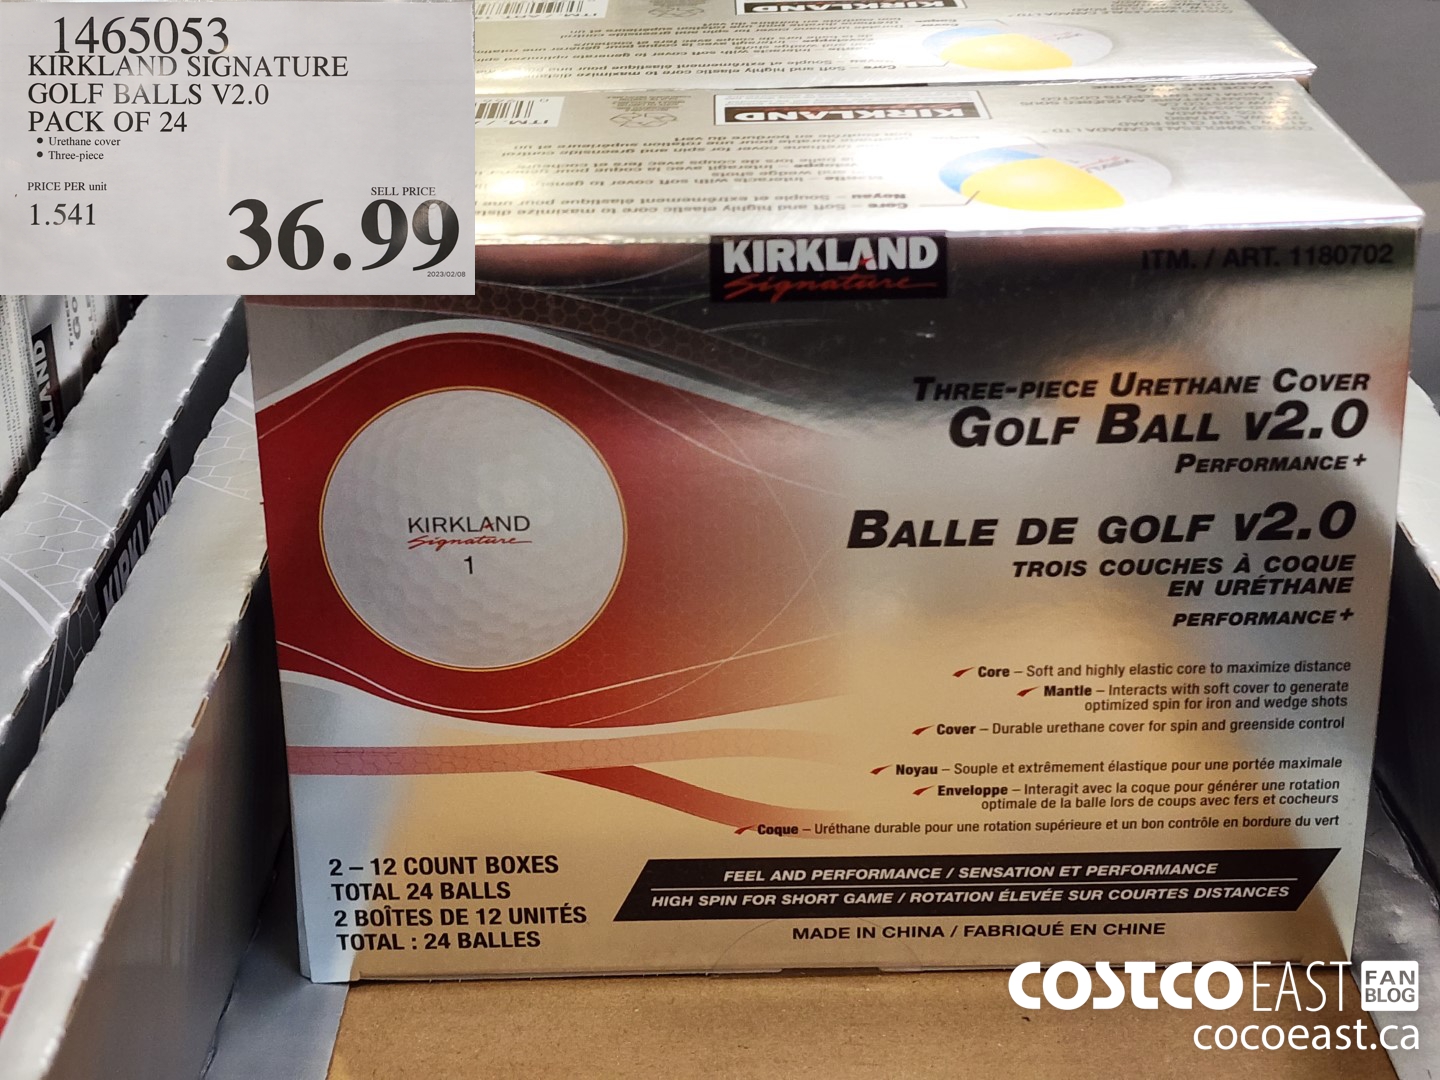 1465053
KIRKLAND SIGNATURE
GOLF BALLS V2.0
PACK OF 24
• Urethane cover
• Three-piece
PRICE PER unit
1.541
SELL PRICE
36.99
2023/02/08
KIRKLAND
KIRKLAND
KIRKLAND
Signature
ITM. / ART. 1180702
THREE-PIECE URETHANE COVER
GOLF BALL V2.0
PERFORMANCE+
BALLE DE GOLF V2.0
TROIS COUCHES À COQUE
EN URÉTHANE
PERFORMANCE+
KIRKLAND
Signature
1
Core – Soft and highly elastic core to maximize distance
Mantle – Interacts with soft cover to generate
optimized spin for iron and wedge shots
Cover – Durable urethane cover for spin and greenside control
Noyau – Souple et extrêmement élastique pour une portée maximale
Enveloppe – Interagit avec la coque pour générer une rotation
optimale de la balle lors de coups avec fers et cocheurs
Coque – Uréthane durable pour une rotation supérieure et un bon contrôle en bordure du vert
2 – 12 COUNT BOXES
TOTAL 24 BALLS
2 BOÎTES DE 12 UNITÉS
TOTAL : 24 BALLES
FEEL AND PERFORMANCE / SENSATION ET PERFORMANCE
HIGH SPIN FOR SHORT GAME / ROTATION ÉLEVÉE SUR COURTES DISTANCES
MADE IN CHINA / FABRIQUÉ EN CHINE
KIRKLAND
COSTCO EAST FAN BLOG
cocoeast.ca